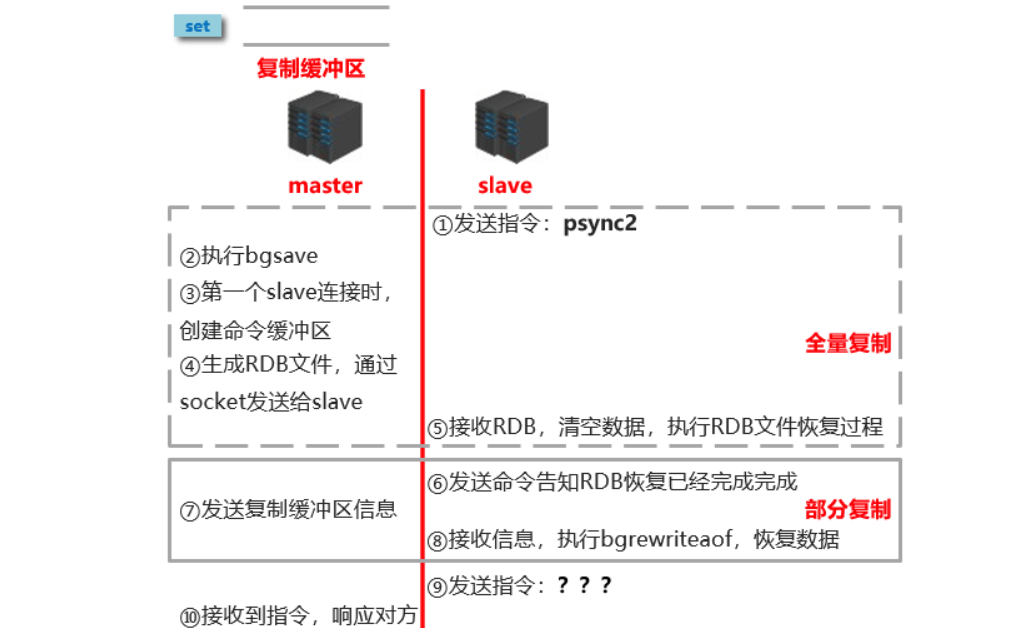 set
复制缓冲区
master
slave
①发送指令：psync2
②执行bgsave
③第一个slave连接时，
创建命令缓冲区
全量复制
④生成RDB文件，通过
socket发送给slave
⑤接收RDB，清空数据，执行RDB文件恢复过程
⑥发送命令告知RDB恢复已经完成完成
⑦发送复制缓冲区信息
部分复制
⑧接收信息，执行bgrewriteaof，恢复数据
⑨发送指令：？？？
⑩接收到指令，响应对方